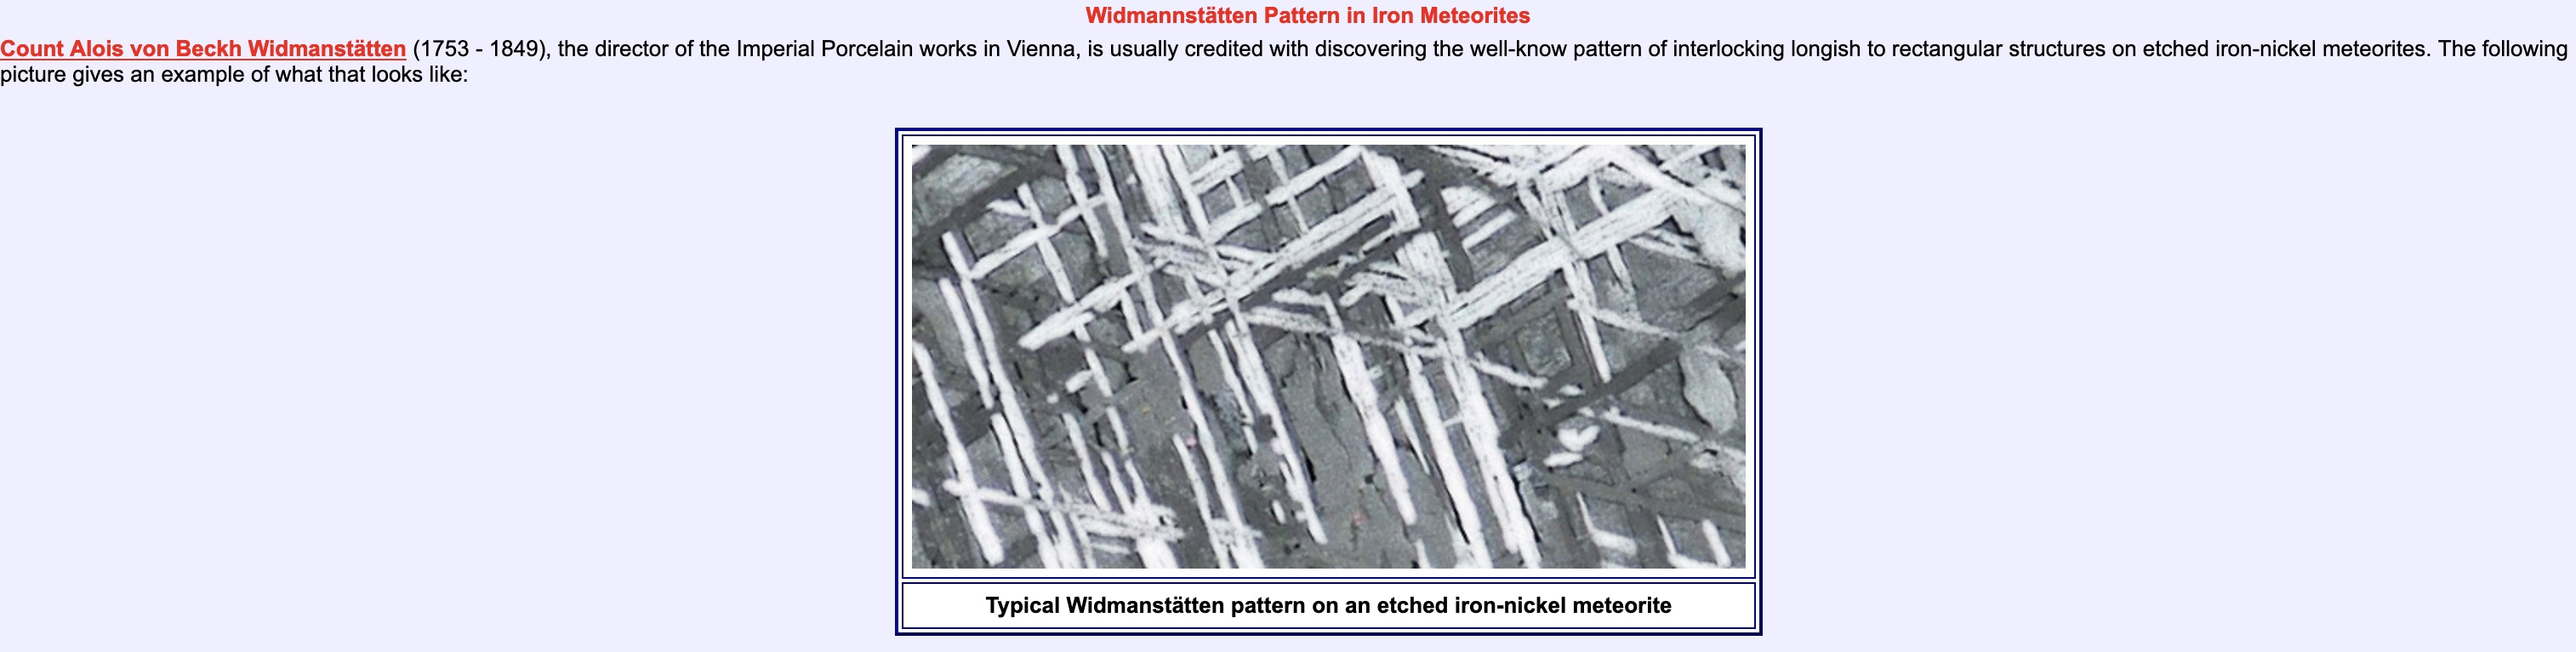 Widmannstätten Pattern in Iron Meteorites
Count Alois von Beckh Widmanstätten (1753 - 1849), the director of the Imperial Porcelain works in Vienna, is usually credited with discovering the well-know pattern of interlocking longish to rectangular structures on etched iron-nickel meteorites. The following
picture gives an example of what that looks like:
Typical Widmanstätten pattern on an etched iron-nickel meteorite